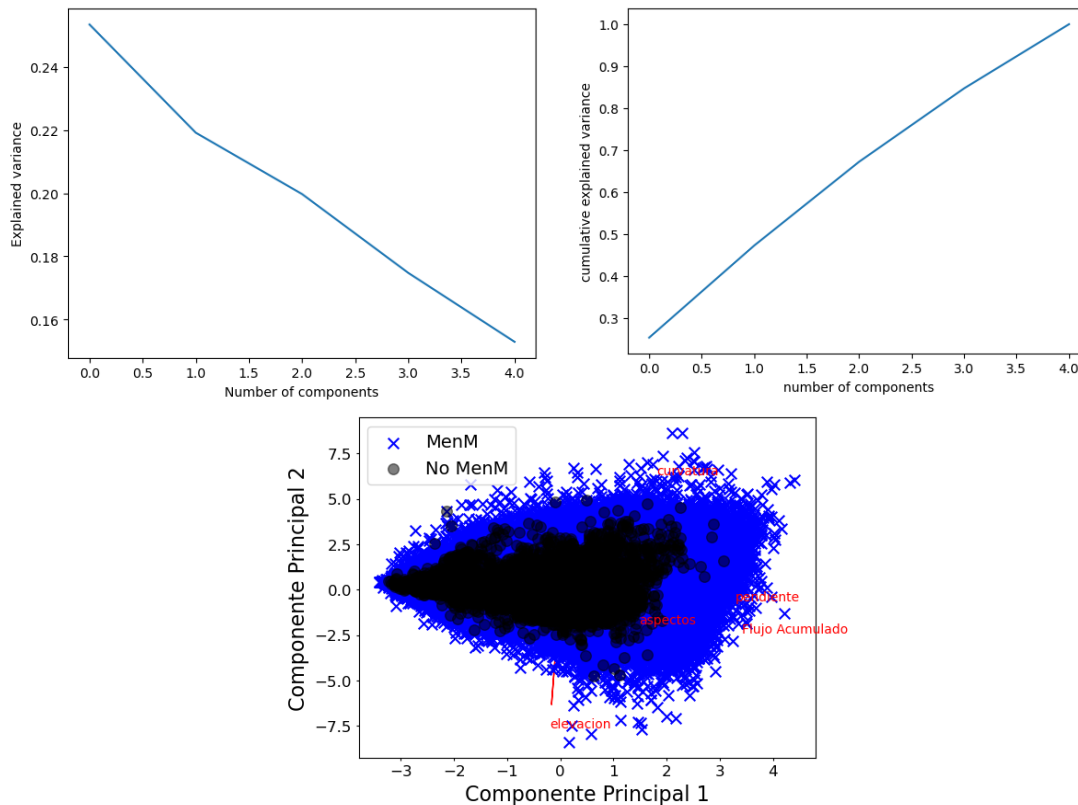 0.24
0.22
0.20
0.18
0.16
Explained variance
0.0 0.5 1.0 1.5 2.0 2.5 3.0 3.5 4.0
Number of components
1.0
0.9
0.8
0.7
0.6
0.5
0.4
0.3
cumulative explained variance
0.0 0.5 1.0 1.5 2.0 2.5 3.0 3.5 4.0
number of components
MenM
No MenM
7.5
5.0
2.5
0.0
−2.5
−5.0
−7.5
Componente Principal 2
curvatura
pendiente
aspectos
Flujo Acumulado
elevacion
−3 −2 −1 0 1 2 3 4
Componente Principal 1